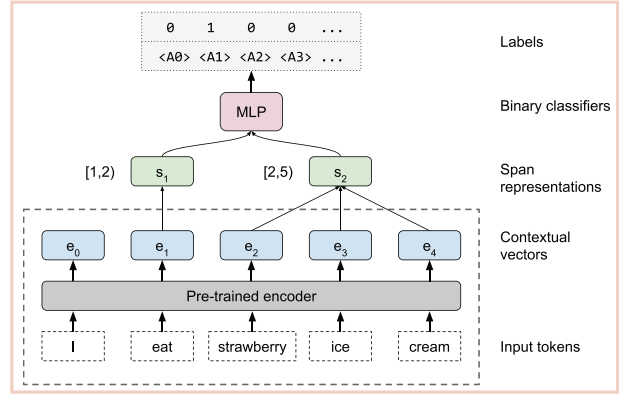 0 1 0 0 ...
Labels
<A0> <A1> <A2> <A3> ...
MLP
Binary classifiers
[1,2) s1 [2,5) s2
Span
representations
e0 e1 e2 e3 e4
Contextual
vectors
Pre-trained encoder
I eat strawberry ice cream
Input tokens